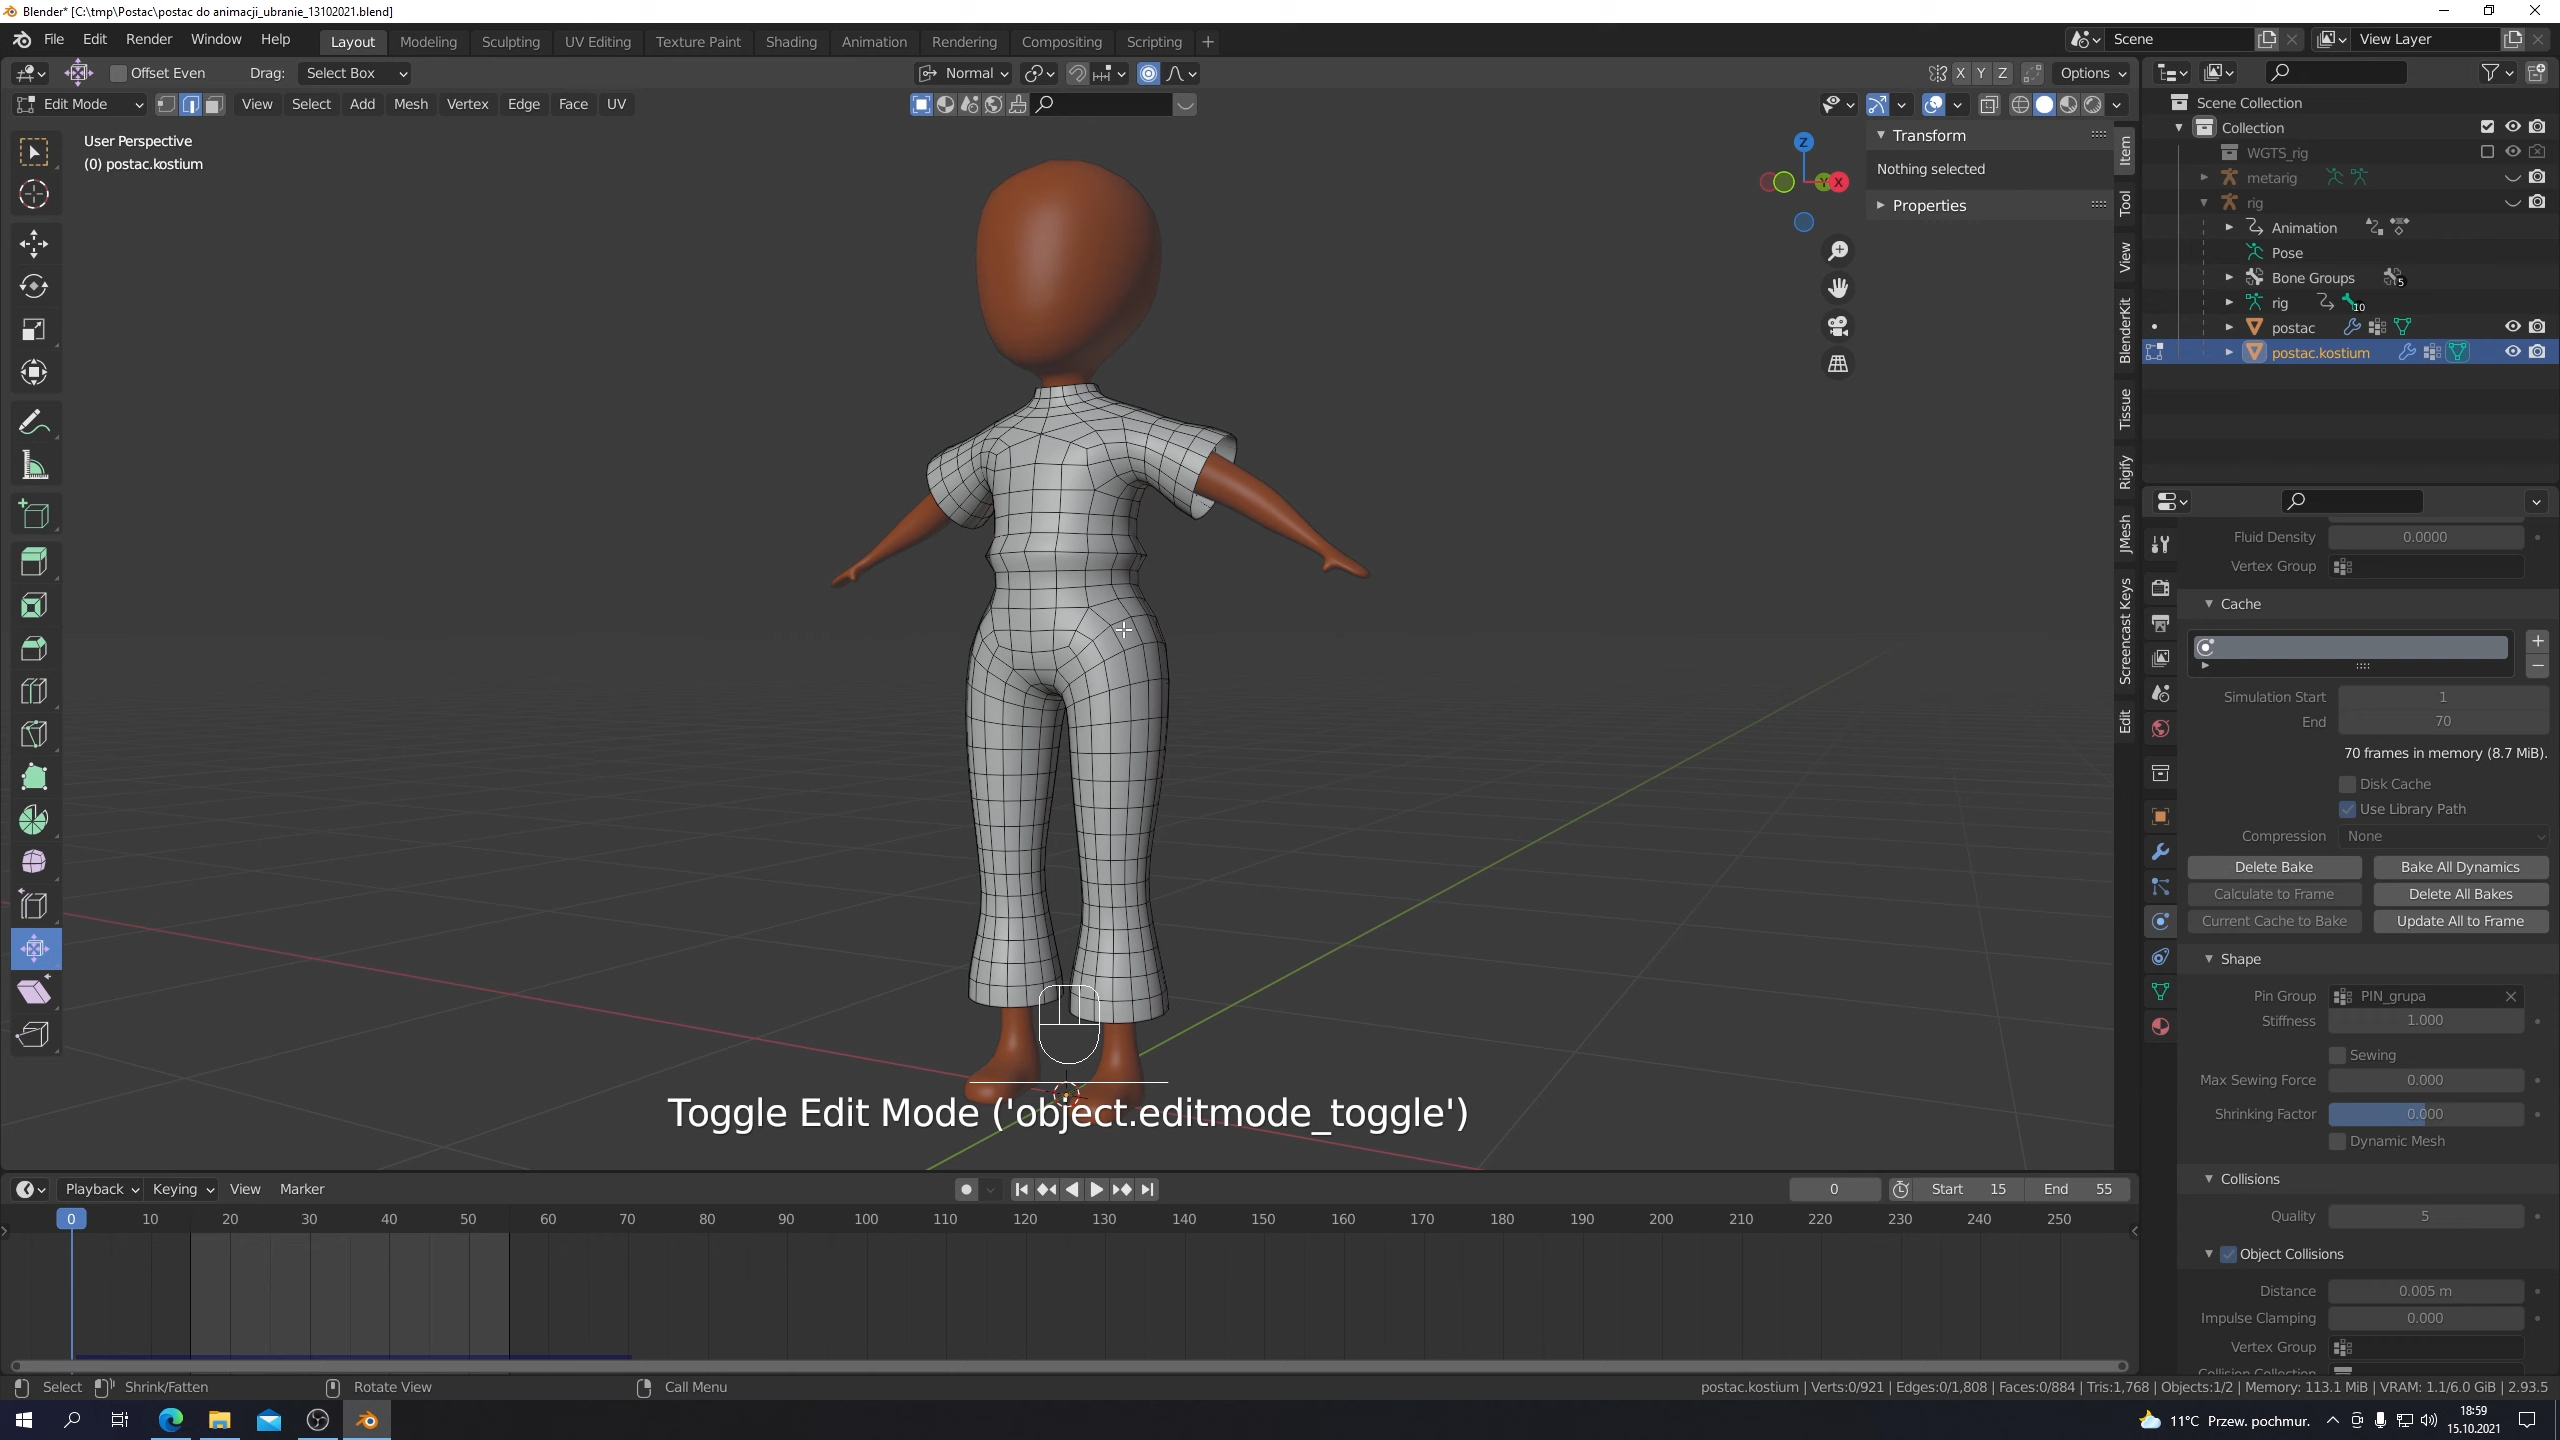 Blender* [C:\tmp\Postac\postac do animacji_ubranie_13102021.blend]
File Edit Render Window Help
Layout Modeling Sculpting UV Editing Texture Paint Shading Animation Rendering Compositing Scripting +
Scene
View Layer
Offset Even Drag: Select Box
Normal
X Y Z Options
Edit Mode View Select Add Mesh Vertex Edge Face UV
User Perspective
(0) postac.kostium
Z
Y
X
Transform
Nothing selected
Properties
Item
Tool
View
BlenderKit
Tissue
Rigify
JMesh
Screencast Keys
Edit
Scene Collection
Collection
WGTS_rig
metarig
rig
Animation
Pose
Bone Groups 5
rig 10
postac
postac.kostium
Fluid Density 0.0000
Vertex Group
Cache
Simulation Start 1
End 70
70 frames in memory (8.7 MiB).
Disk Cache
Use Library Path
Compression None
Delete Bake Bake All Dynamics
Calculate to Frame Delete All Bakes
Current Cache to Bake Update All to Frame
Shape
Pin Group PIN_grupa
Stiffness 1.000
Sewing
Max Sewing Force 0.000
Shrinking Factor 0.000
Dynamic Mesh
Collisions
Quality 5
Object Collisions
Distance 0.005 m
Impulse Clamping 0.000
Vertex Group
Collision Collection
Toggle Edit Mode ('object.editmode_toggle')
Playback Keying View Marker
0 Start 15 End 55
0 10 20 30 40 50 60 70 80 90 100 110 120 130 140 150 160 170 180 190 200 210 220 230 240 250
Select Shrink/Fatten Rotate View Call Menu
postac.kostium | Verts:0/921 | Edges:0/1,808 | Faces:0/884 | Tris:1,768 | Objects:1/2 | Memory: 113.1 MiB | VRAM: 1.1/6.0 GiB | 2.93.5
11°C Przew. pochmur.
18:59
15.10.2021